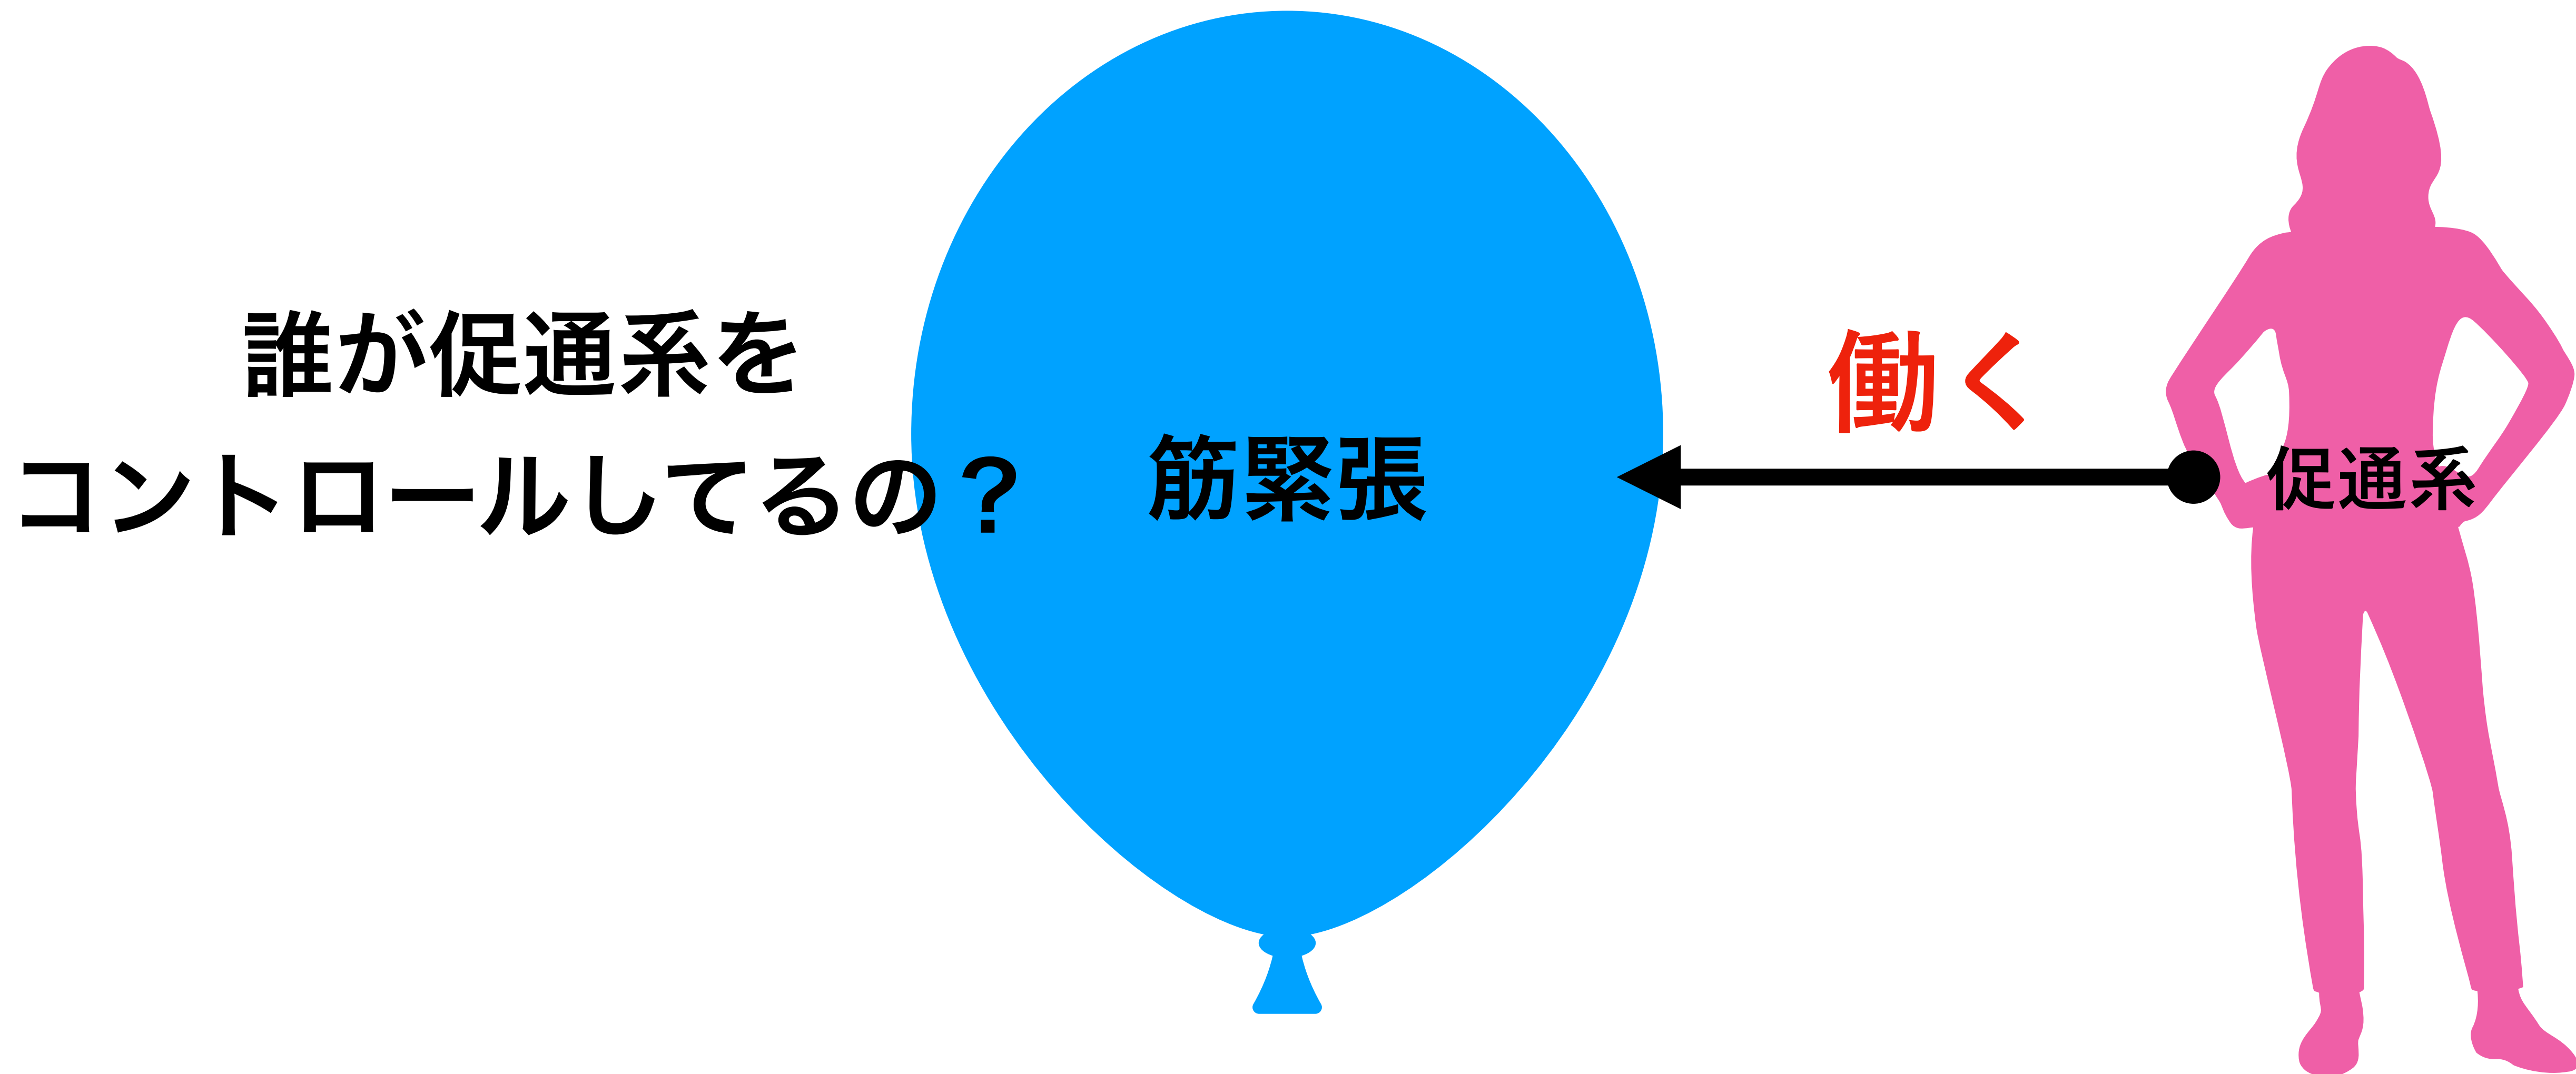 誰が促通系を
コントロールしてるの？
筋緊張
働く
促通系